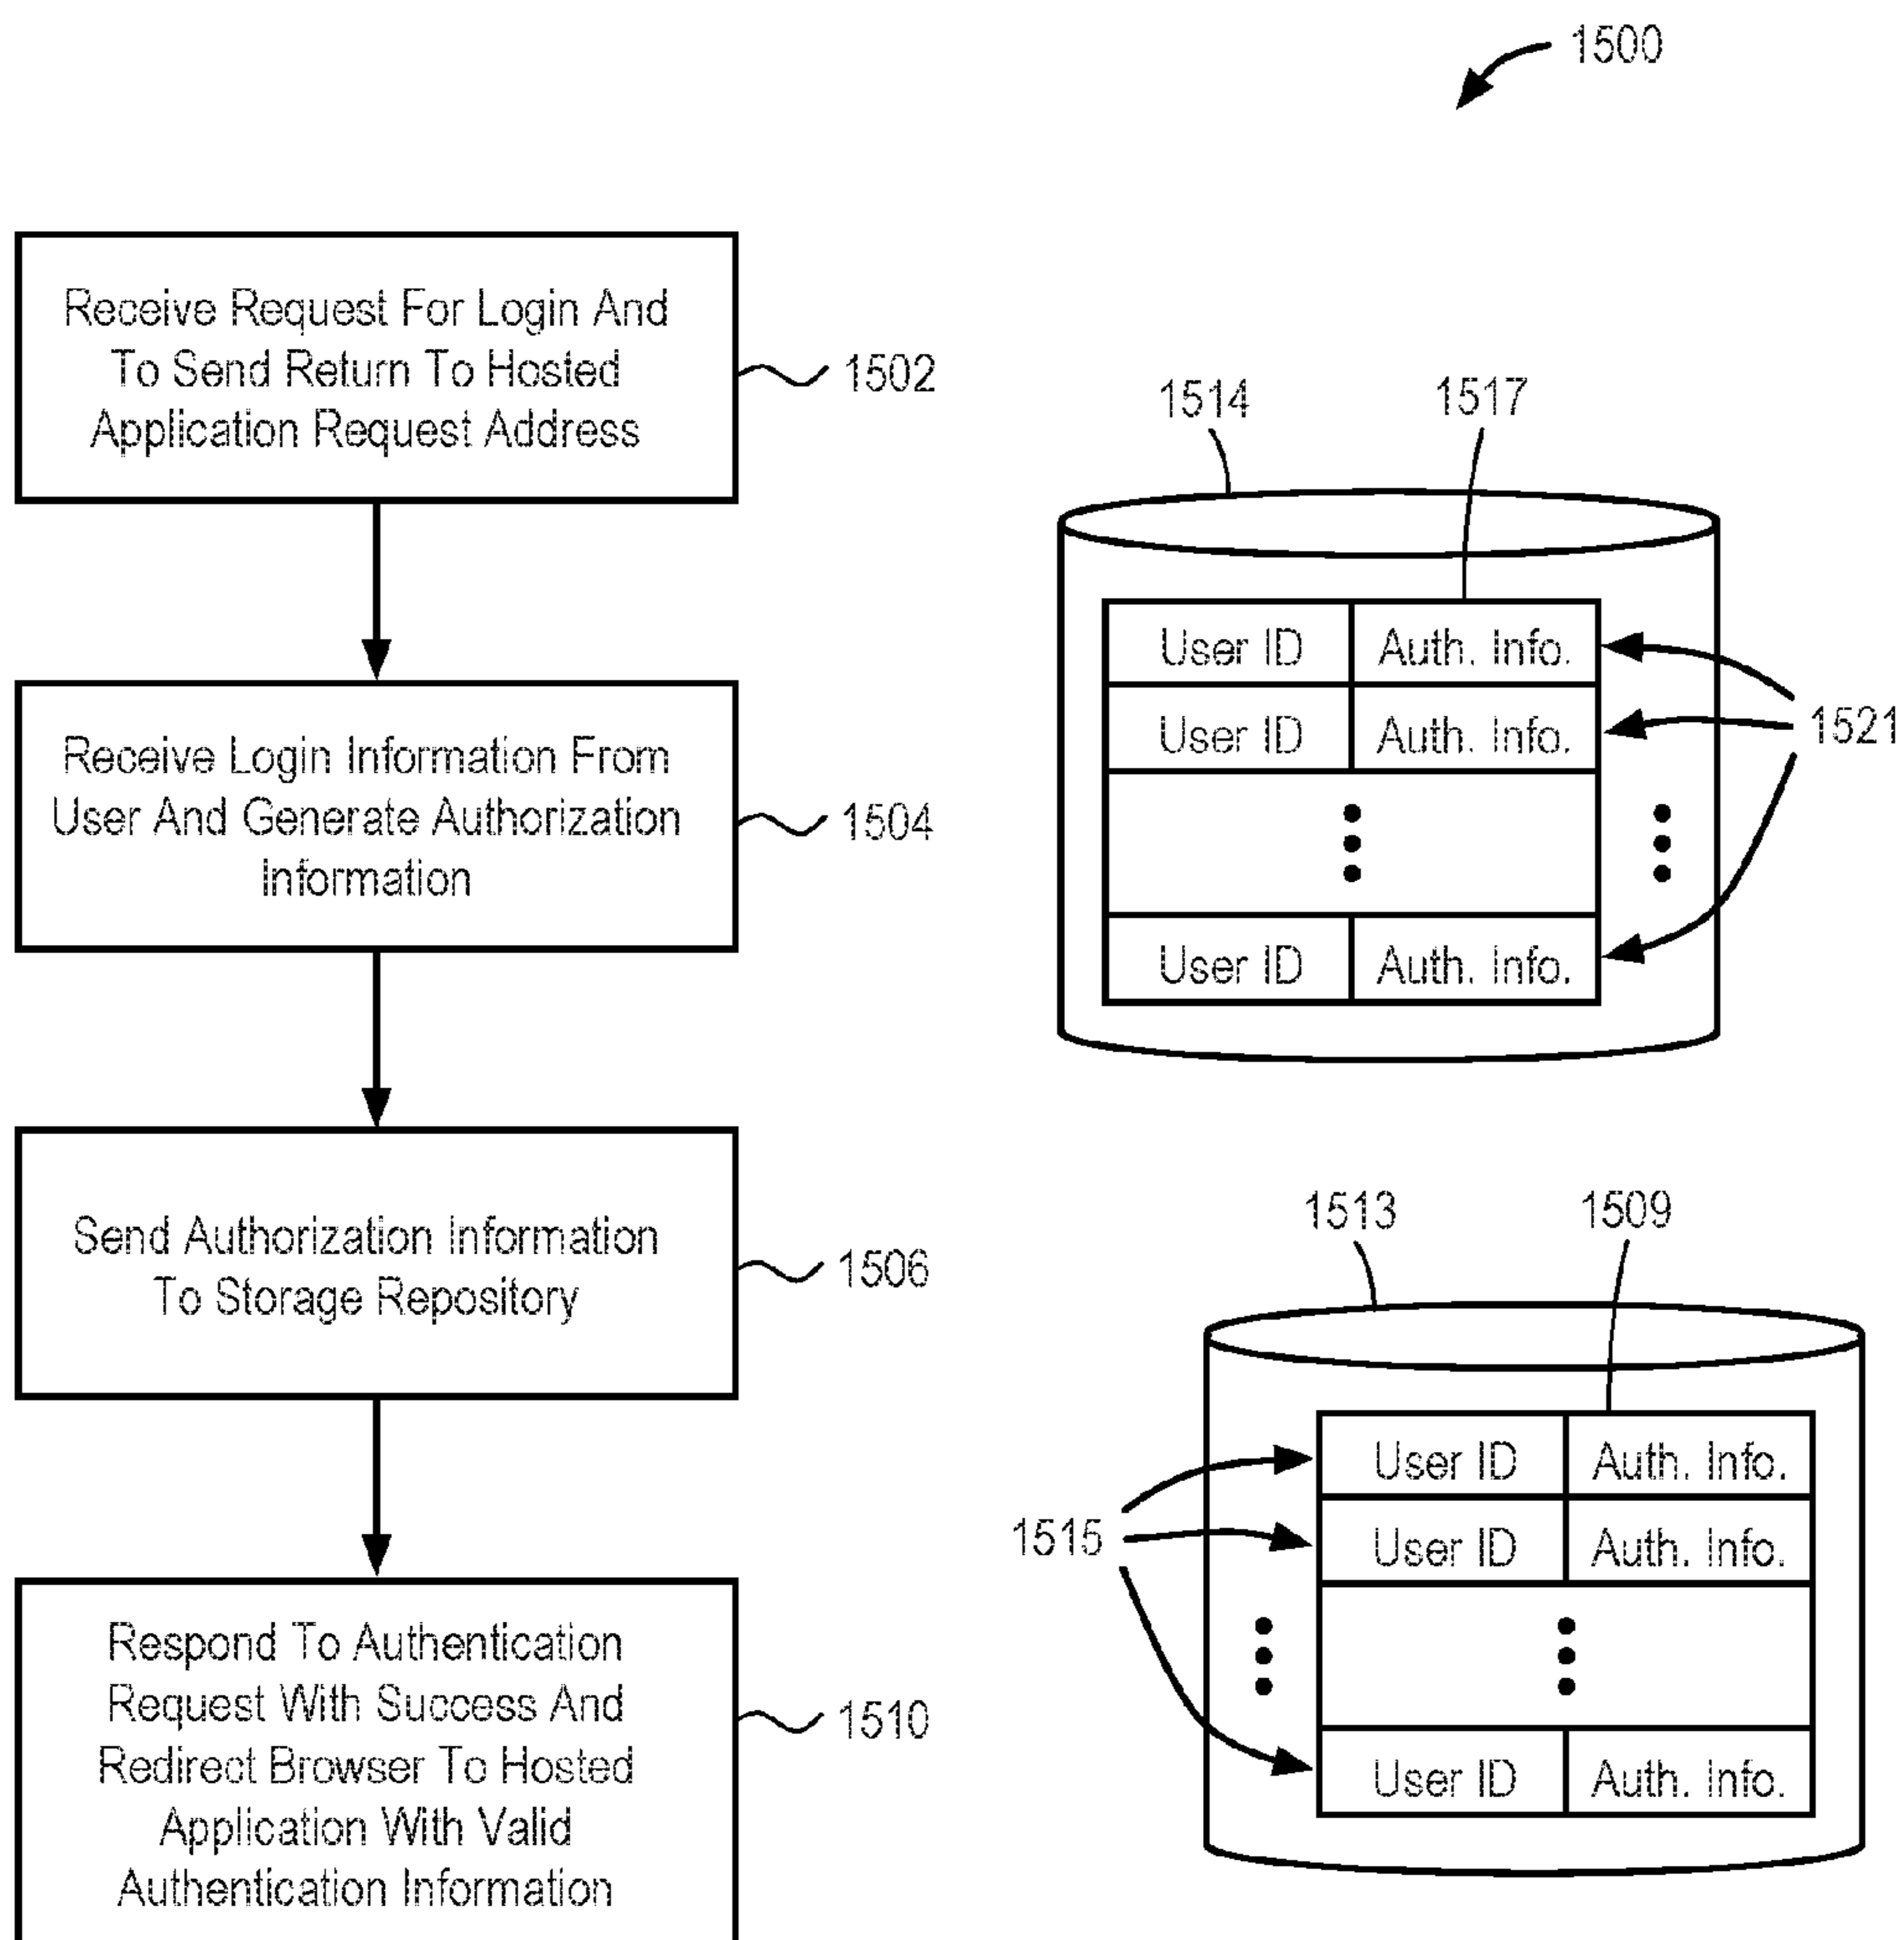 1500
Receive Request For Login And
To Send Return To Hosted
Application Request Address
1502
Receive Login Information From
User And Generate Authorization
Information
1504
Send Authorization Information
To Storage Repository
1506
Respond To Authentication
Request With Success And
Redirect Browser To Hosted
Application With Valid
Authentication Information
1510
1514
1517
User ID Auth. Info.
User ID Auth. Info.
User ID Auth. Info.
1521
1513
1509
User ID Auth. Info.
User ID Auth. Info.
User ID Auth. Info.
1515